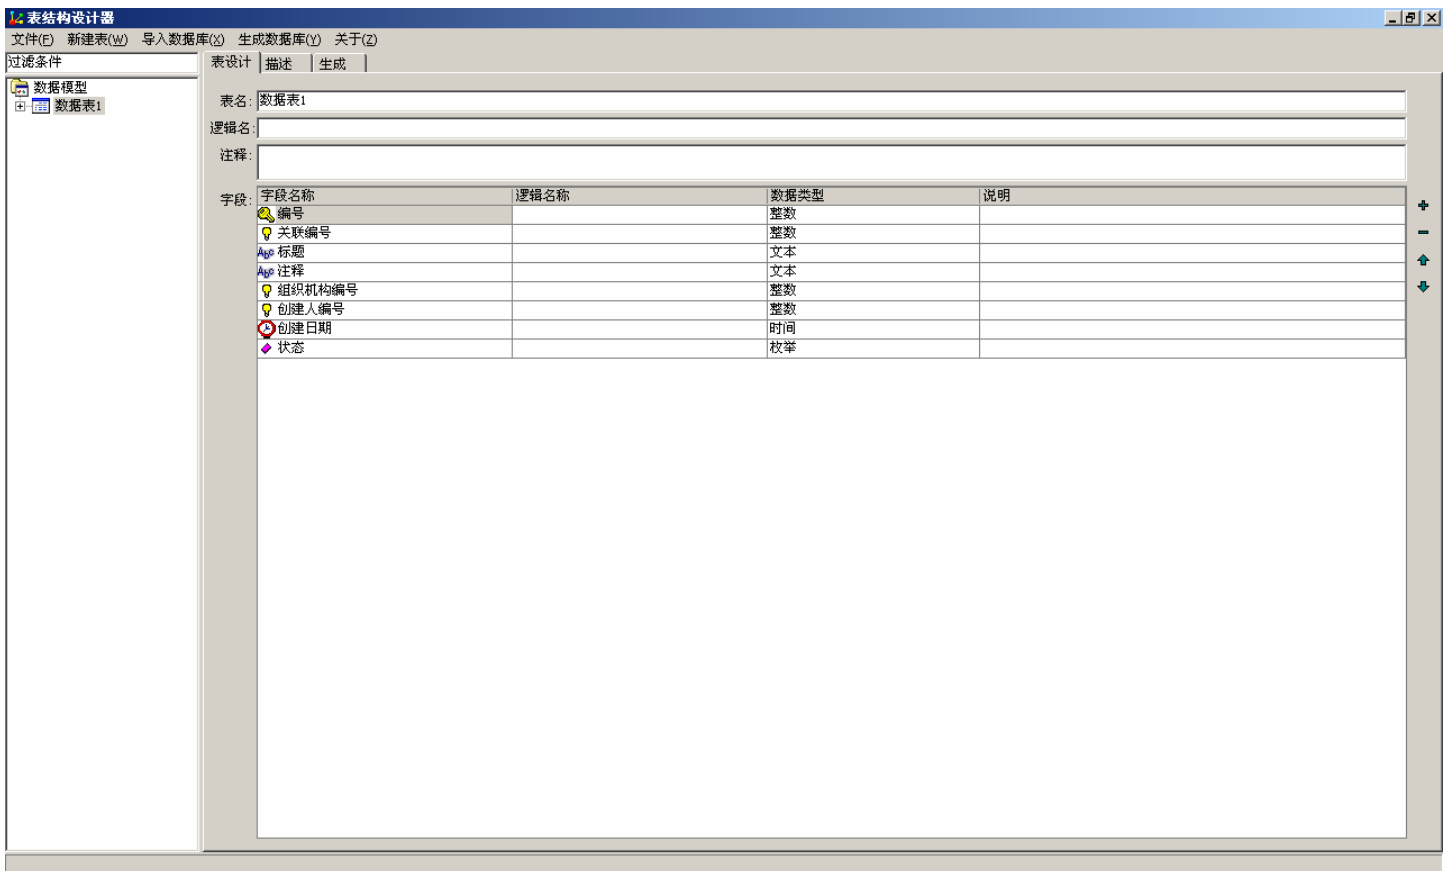 表结构设计器
文件(F) 新建表(W) 导入数据库(X) 生成数据库(Y) 关于(Z)
过滤条件
表设计 描述 生成
数据模型
数据表1
表名: 数据表1
逻辑名:
注释:
字段: 字段名称 逻辑名称 数据类型 说明
编号 整数
关联编号 整数
Abc 标题 文本
Abc 注释 文本
组织机构编号 整数
创建人编号 整数
创建日期 时间
状态 枚举